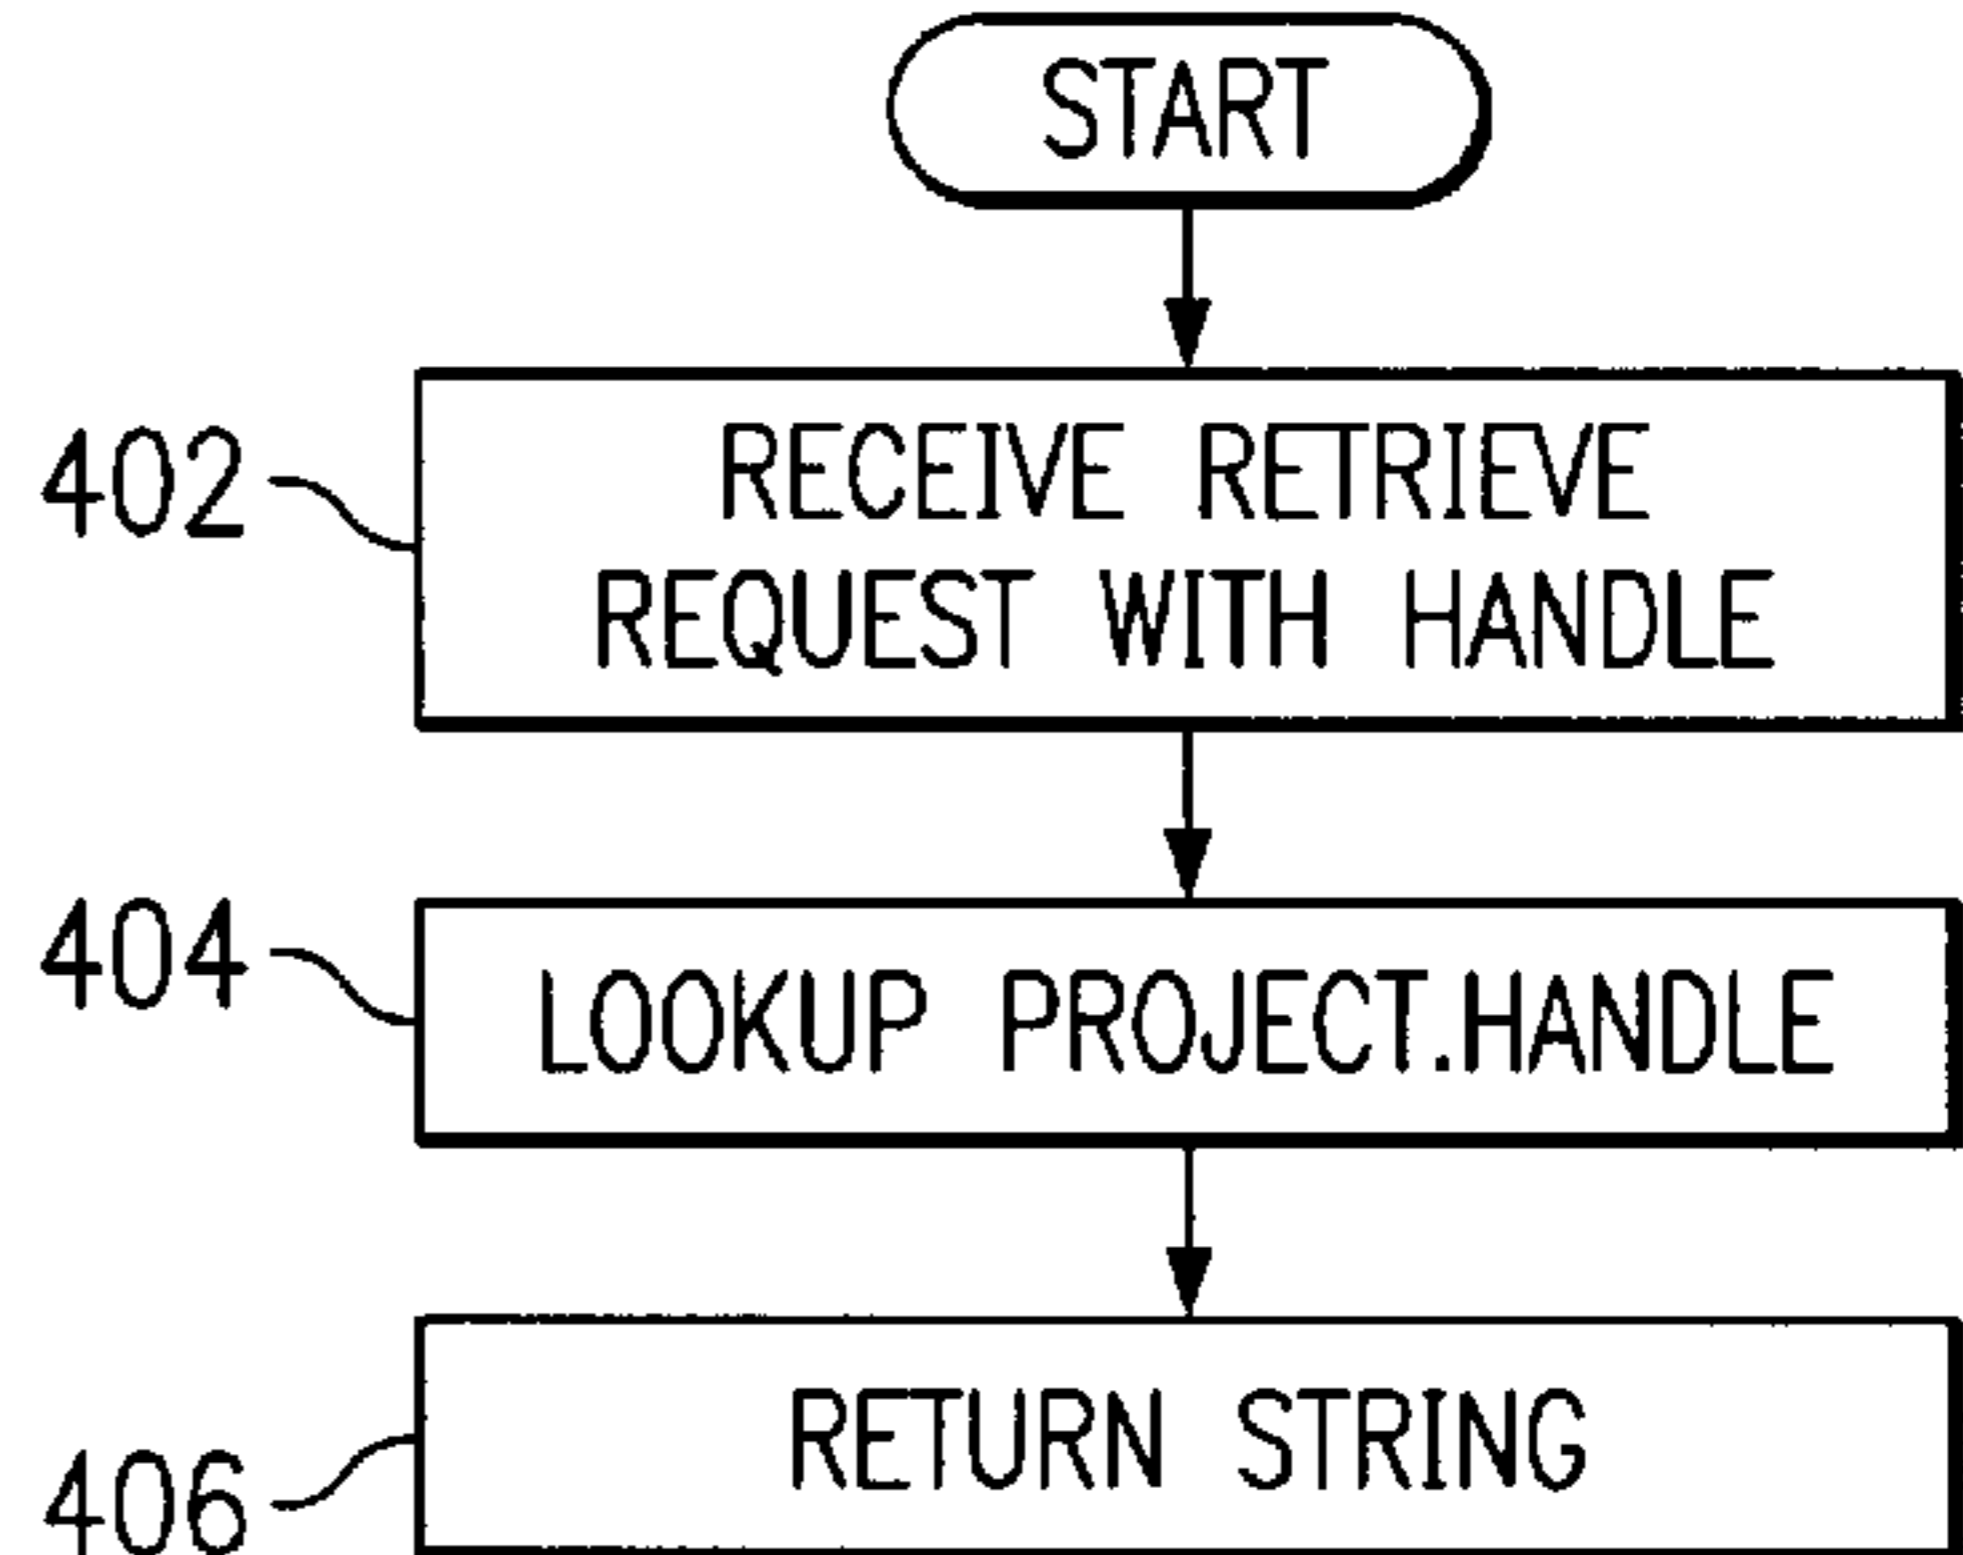 START
402
RECEIVE RETRIEVE
REQUEST WITH HANDLE
404
LOOKUP PROJECT.HANDLE
406
RETURN STRING